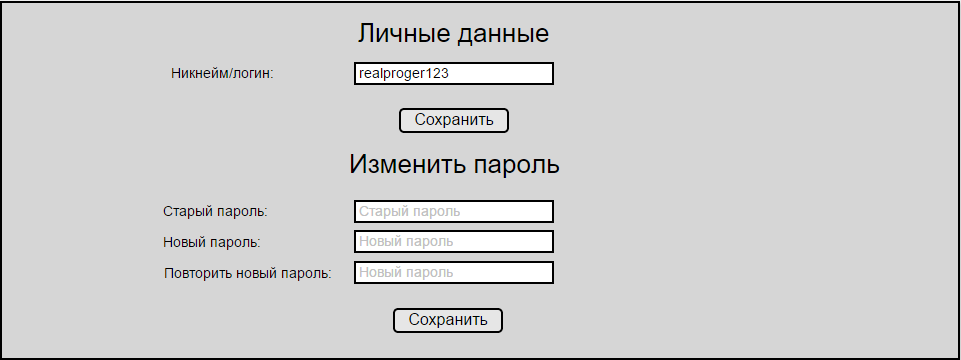 Личные данные
Никнейм/логин: realproger123
Сохранить
Изменить пароль
Старый пароль: Старый пароль
Новый пароль: Новый пароль
Повторить новый пароль: Новый пароль
Сохранить